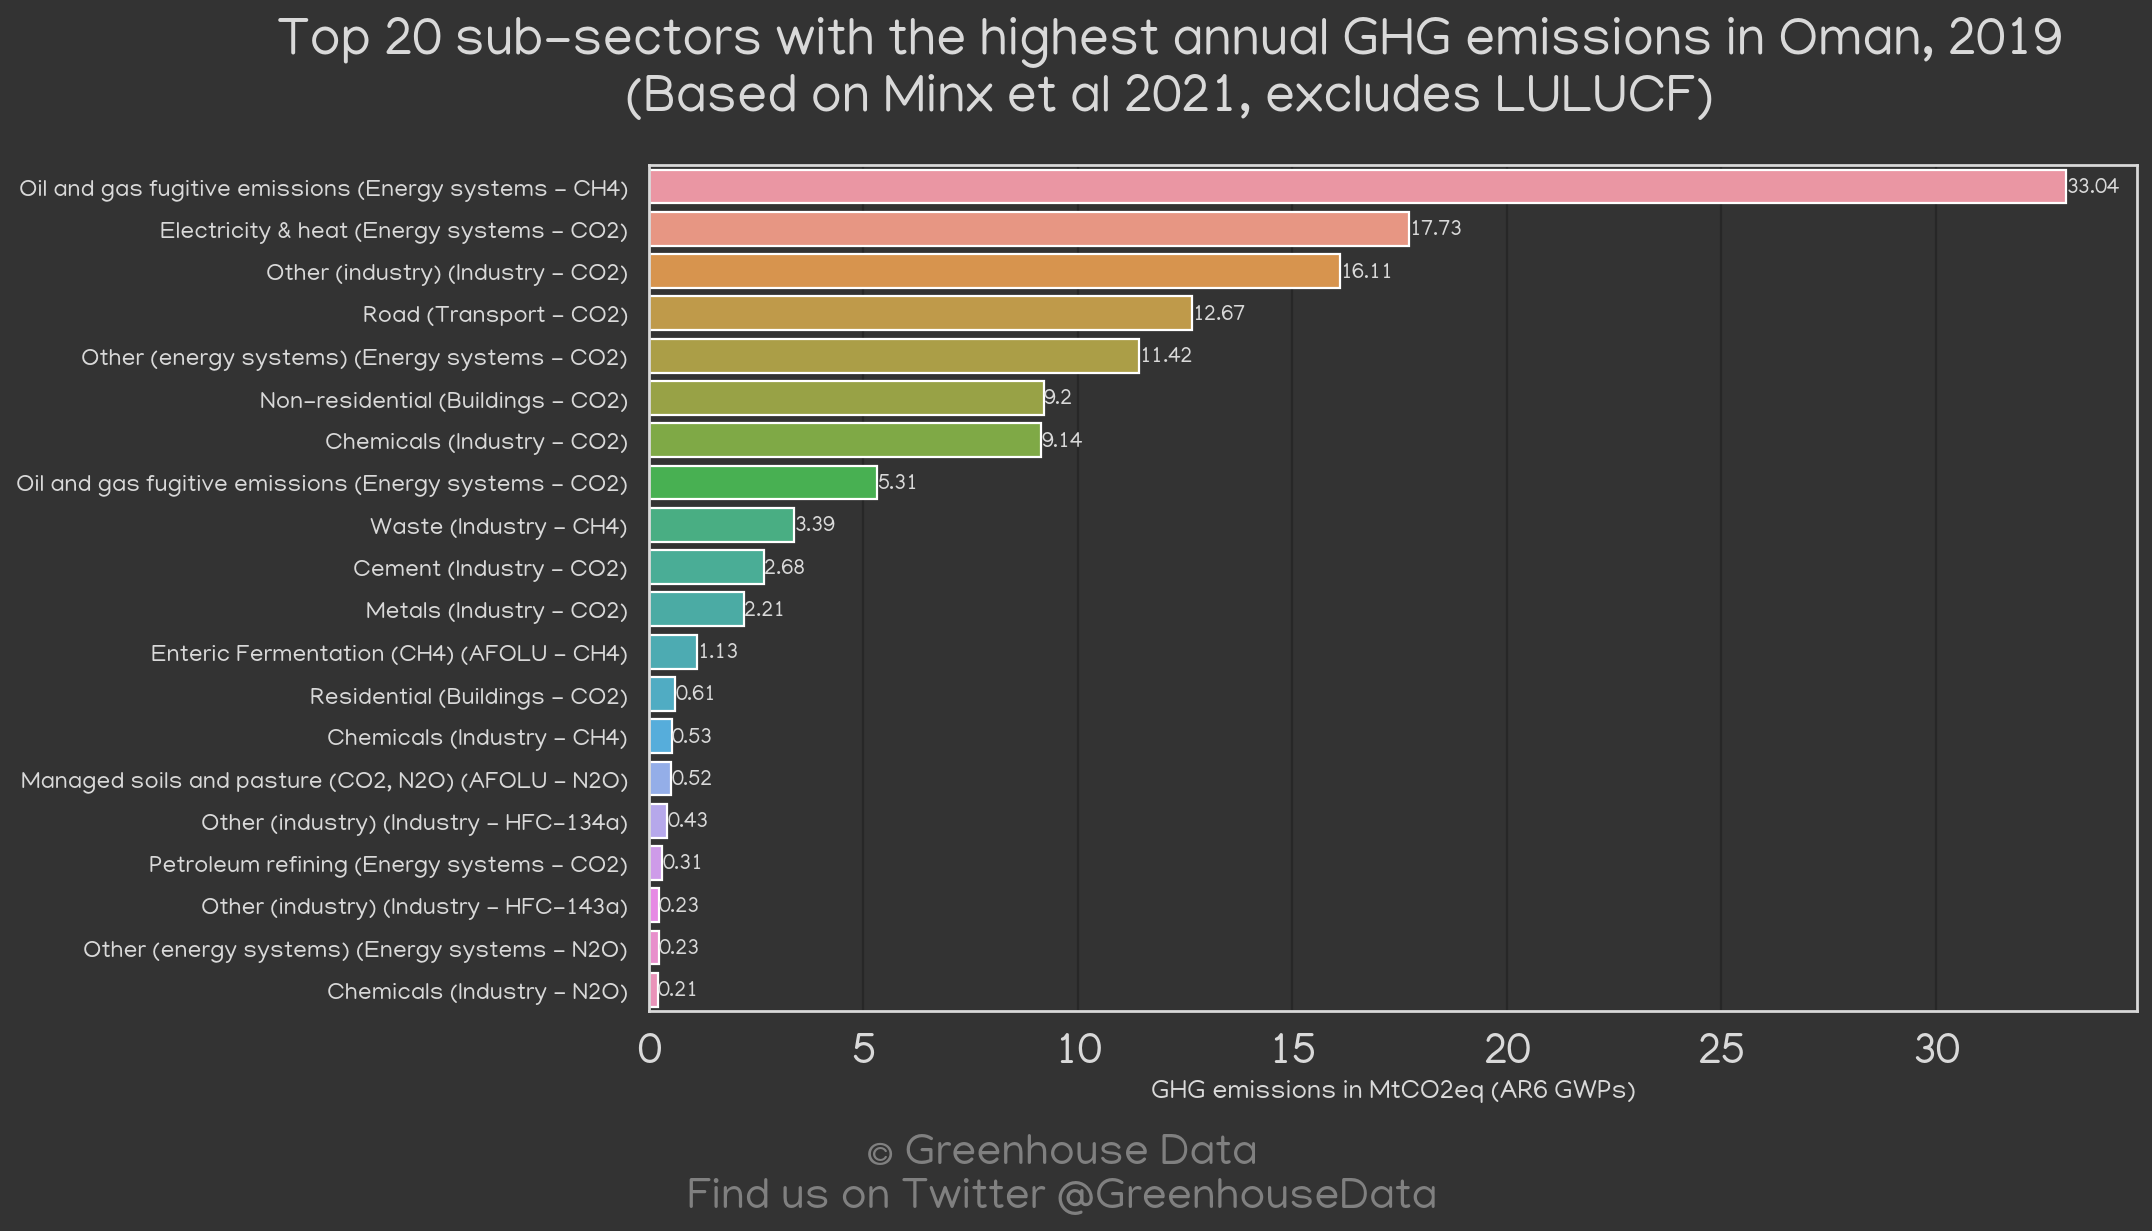 Top 20 sub-sectors with the highest annual GHG emissions in Oman, 2019
(Based on Minx et al 2021, excludes LULUCF)
Oil and gas fugitive emissions (Energy systems - CH4) 33.04
Electricity & heat (Energy systems - CO2) 17.73
Other (industry) (Industry - CO2) 16.11
Road (Transport - CO2) 12.67
Other (energy systems) (Energy systems - CO2) 11.42
Non-residential (Buildings - CO2) 9.2
Chemicals (Industry - CO2) 9.14
Oil and gas fugitive emissions (Energy systems - CO2) 5.31
Waste (Industry - CH4) 3.39
Cement (Industry - CO2) 2.68
Metals (Industry - CO2) 2.21
Enteric Fermentation (CH4) (AFOLU - CH4) 1.13
Residential (Buildings - CO2) 0.61
Chemicals (Industry - CH4) 0.53
Managed soils and pasture (CO2, N2O) (AFOLU - N2O) 0.52
Other (industry) (Industry - HFC-134a) 0.43
Petroleum refining (Energy systems - CO2) 0.31
Other (industry) (Industry - HFC-143a) 0.23
Other (energy systems) (Energy systems - N2O) 0.23
Chemicals (Industry - N2O) 0.21
0 5 10 15 20 25 30
GHG emissions in MtCO2eq (AR6 GWPs)
© Greenhouse Data
Find us on Twitter @GreenhouseData